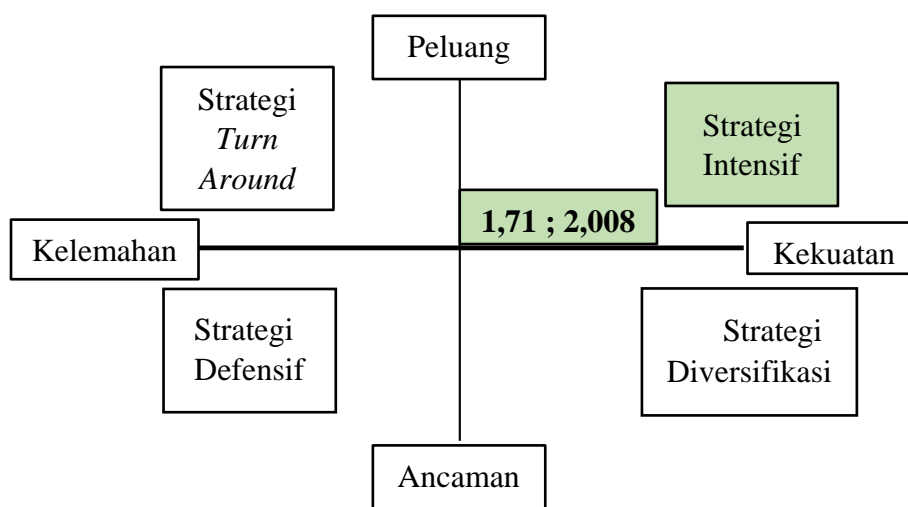 Peluang
Strategi
Turn
Around
Strategi
Intensif
1,71 ; 2,008
Kelemahan
Kekuatan
Strategi
Defensif
Strategi
Diversifikasi
Ancaman